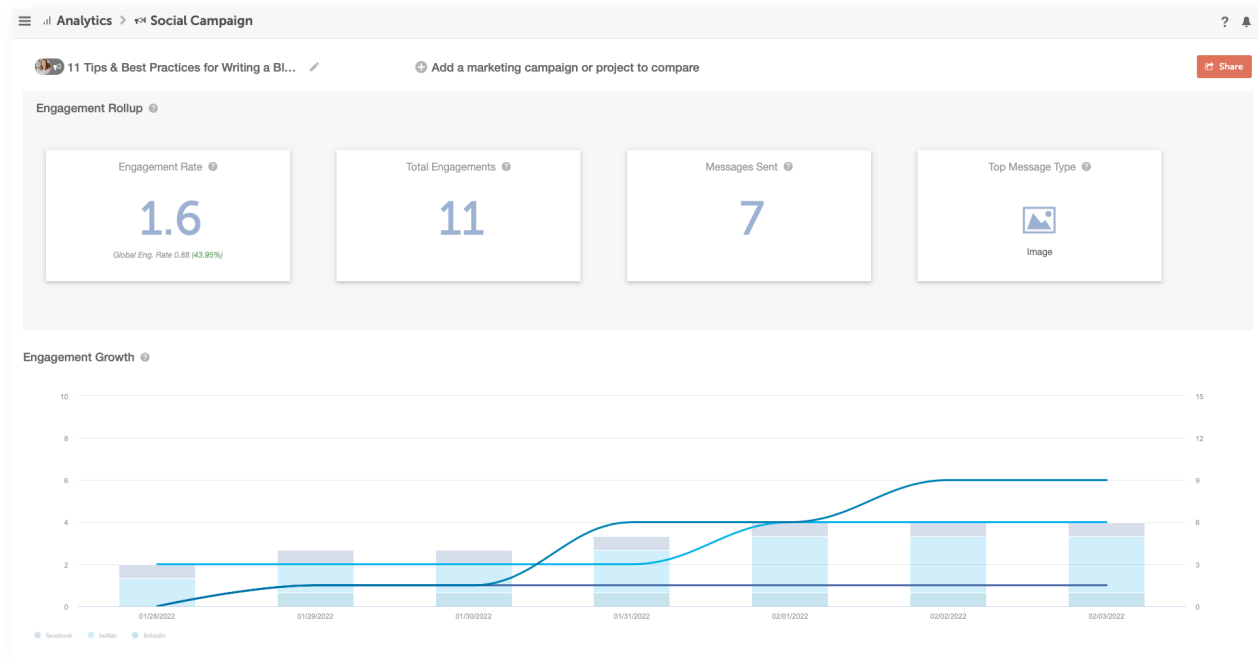 Analytics > Social Campaign
?
11 Tips & Best Practices for Writing a Bl...
Add a marketing campaign or project to compare
Share
Engagement Rollup ?
Engagement Rate ?
1.6
Global Eng. Rate 0.88 (43.95%)
Total Engagements ?
11
Messages Sent ?
7
Top Message Type ?
Image
Engagement Growth ?
10
8
6
4
2
0
15
12
9
6
3
0
01/28/2022
01/29/2022
01/30/2022
01/31/2022
02/01/2022
02/02/2022
02/03/2022
facebook
twitter
linkedin